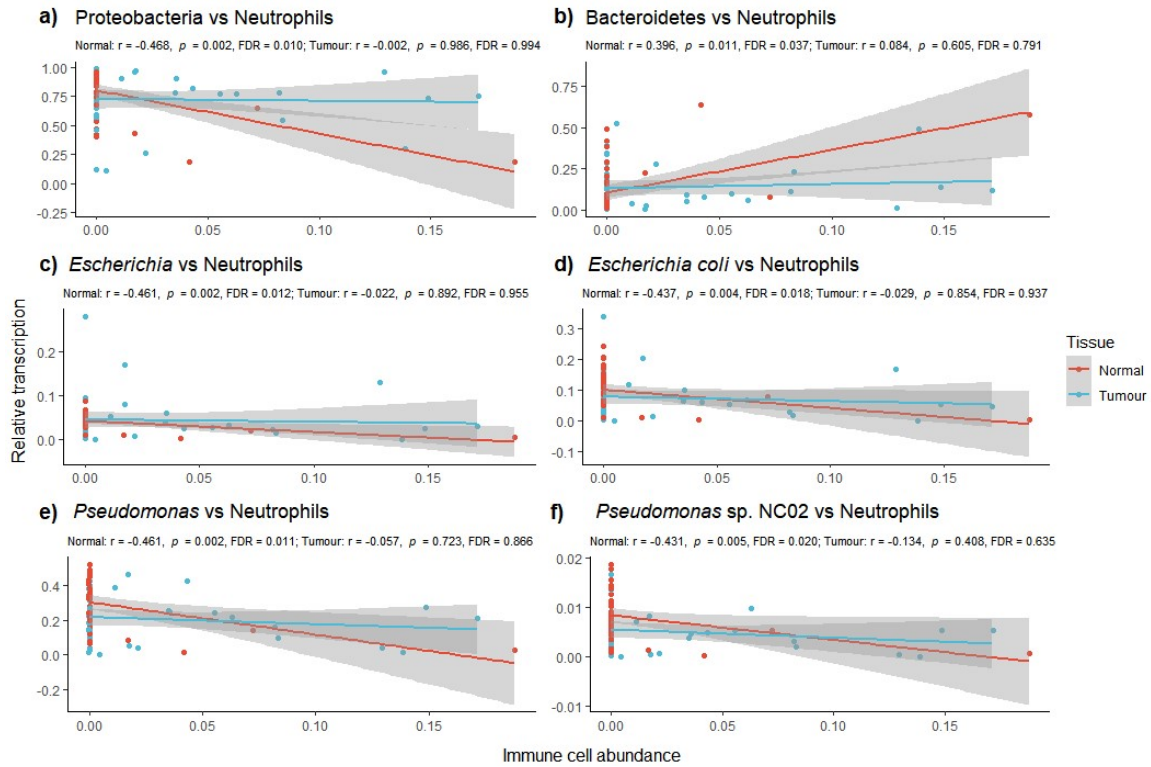 a) Proteobacteria vs Neutrophils
Normal: r = -0.468, p = 0.002, FDR = 0.010; Tumour: r = -0.002, p = 0.986, FDR = 0.994
1.00
0.75
0.50
0.25
0.00
-0.25
0.00 0.05 0.10 0.15
b) Bacteroidetes vs Neutrophils
Normal: r = 0.396, p = 0.011, FDR = 0.037; Tumour: r = 0.084, p = 0.605, FDR = 0.791
0.75
0.50
0.25
0.00
0.00 0.05 0.10 0.15
c) Escherichia vs Neutrophils
Normal: r = -0.461, p = 0.002, FDR = 0.012; Tumour: r = -0.022, p = 0.892, FDR = 0.955
0.2
0.1
0.0
0.00 0.05 0.10 0.15
d) Escherichia coli vs Neutrophils
Normal: r = -0.437, p = 0.004, FDR = 0.018; Tumour: r = -0.029, p = 0.854, FDR = 0.937
0.3
0.2
0.1
0.0
-0.1
0.00 0.05 0.10 0.15
e) Pseudomonas vs Neutrophils
Normal: r = -0.461, p = 0.002, FDR = 0.011; Tumour: r = -0.057, p = 0.723, FDR = 0.866
0.4
0.2
0.0
-0.2
0.00 0.05 0.10 0.15
f) Pseudomonas sp. NC02 vs Neutrophils
Normal: r = -0.431, p = 0.005, FDR = 0.020; Tumour: r = -0.134, p = 0.408, FDR = 0.635
0.02
0.01
0.00
-0.01
0.00 0.05 0.10 0.15
Relative transcription
Immune cell abundance
Tissue
Normal
Tumour